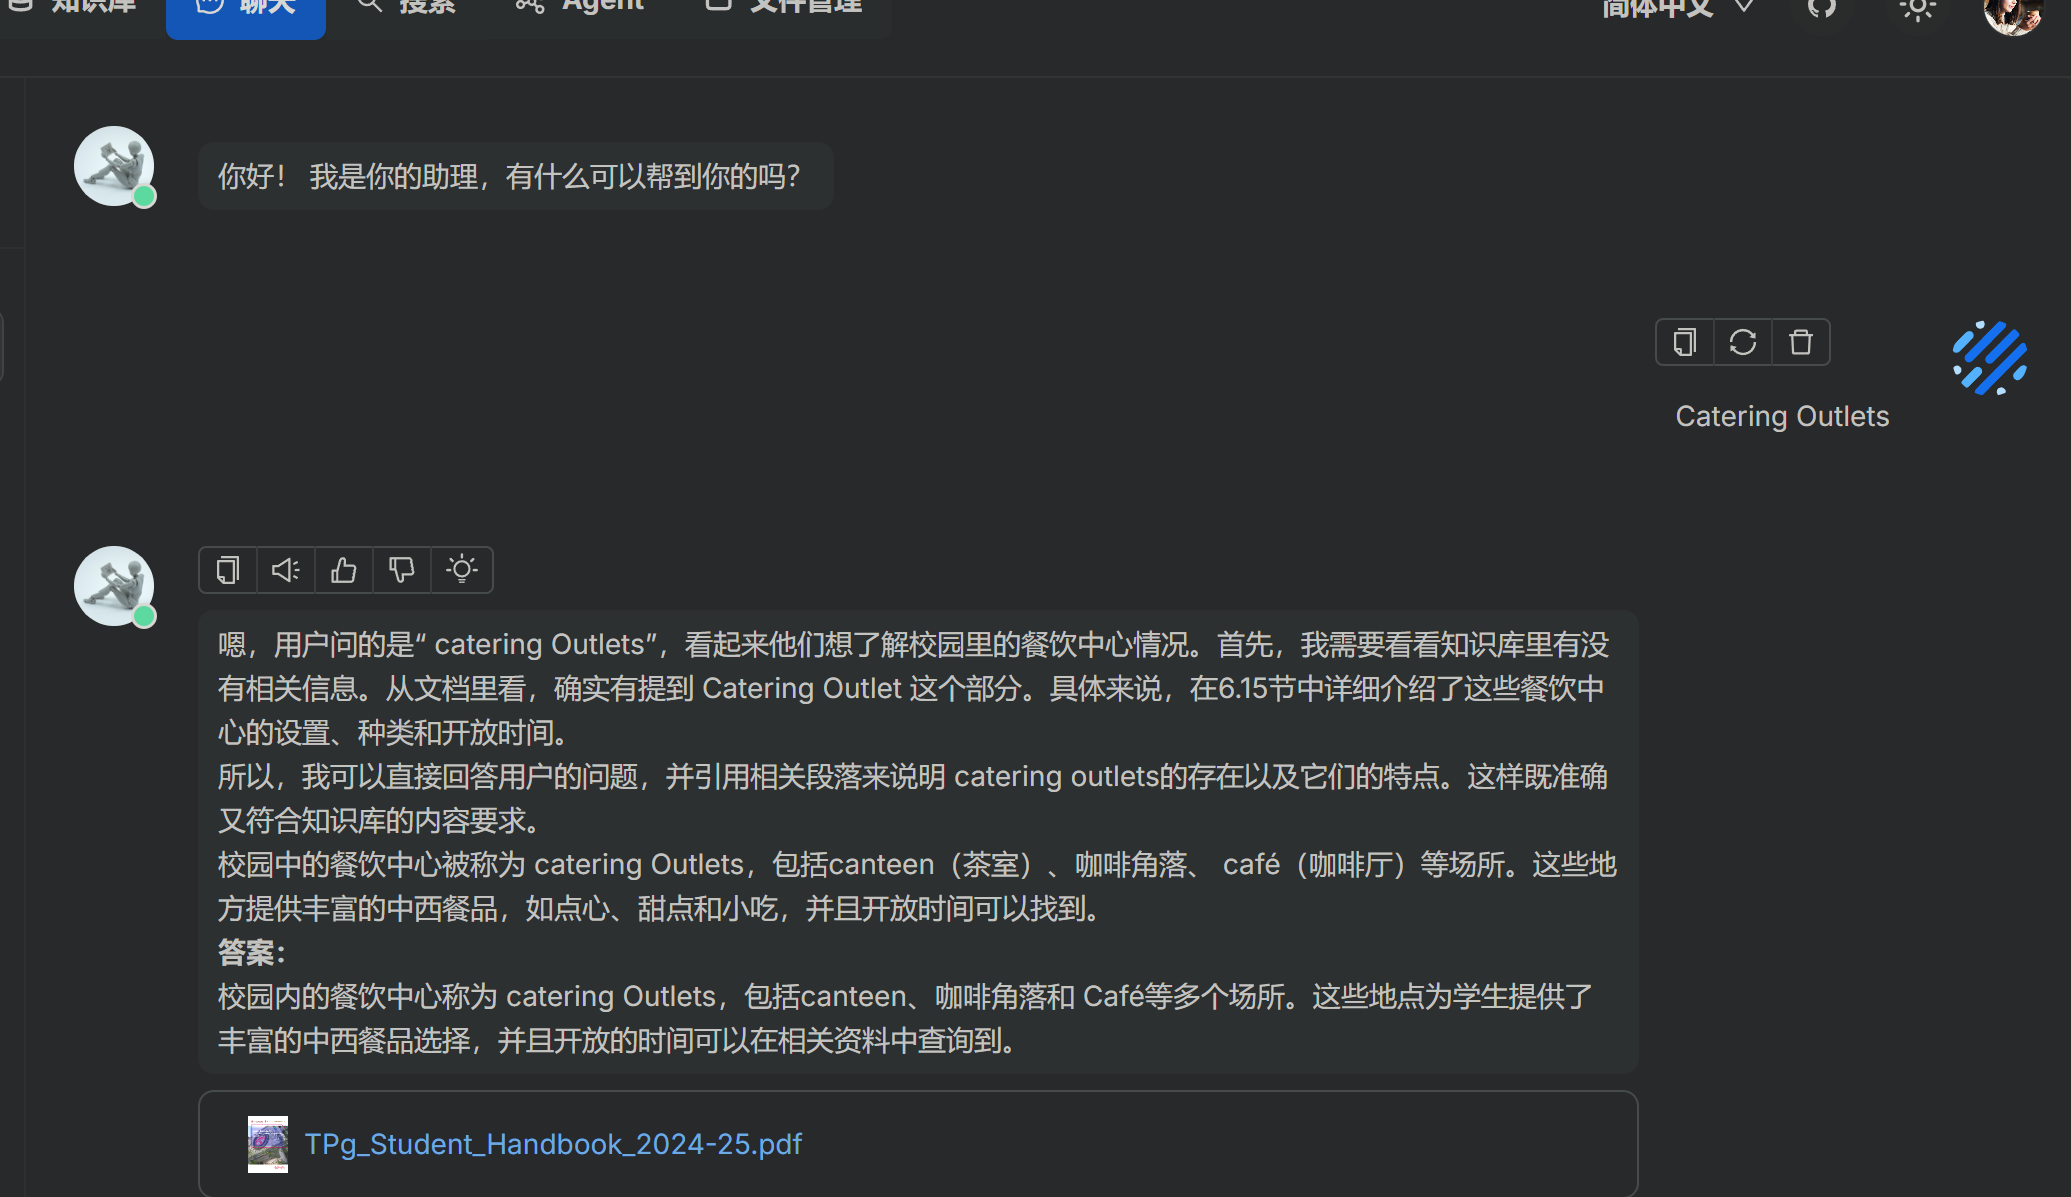 知识库 聊天 搜索 Agent 文件管理 简体中文
你好！ 我是你的助理，有什么可以帮到你的吗？
Catering Outlets
嗯，用户问的是“ catering Outlets”，看起来他们想了解校园里的餐饮中心情况。首先，我需要看看知识库里有没
有相关信息。从文档里看，确实有提到 Catering Outlet 这个部分。具体来说，在6.15节中详细介绍了这些餐饮中
心的设置、种类和开放时间。
所以，我可以直接回答用户的问题，并引用相关段落来说明 catering outlets的存在以及它们的特点。这样既准确
又符合知识库的内容要求。
校园中的餐饮中心被称为 catering Outlets，包括canteen（茶室）、咖啡角落、 café（咖啡厅）等场所。这些地
方提供丰富的中西餐品，如点心、甜点和小吃，并且开放时间可以找到。
答案：
校园内的餐饮中心称为 catering Outlets，包括canteen、咖啡角落和 Café等多个场所。这些地点为学生提供了
丰富的中西餐品选择，并且开放的时间可以在相关资料中查询到。
TPg_Student_Handbook_2024-25.pdf